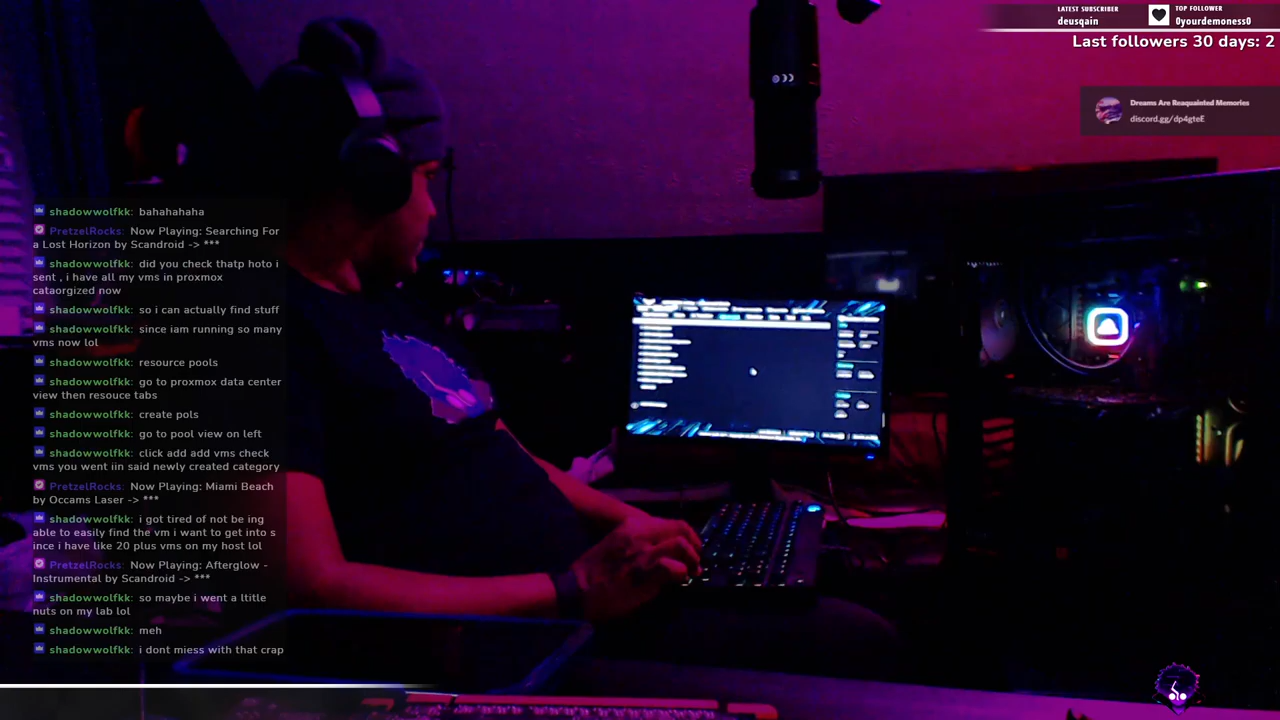 LATEST SUBSCRIBER
deusqain
TOP FOLLOWER
0yourdemoness0
Last followers 30 days: 2
Dreams Are Reaquainted Memories
discord.gg/dp4gteE
shadowwolfkk: bahahahaha
PretzelRocks: Now Playing: Searching For
a Lost Horizon by Scandroid -> ***
shadowwolfkk: did you check thatp hoto i
sent , i have all my vms in proxmox
cataorgized now
shadowwolfkk: so i can actually find stuff
shadowwolfkk: since iam running so many
vms now lol
shadowwolfkk: resource pools
shadowwolfkk: go to proxmox data center
view then resouce tabs
shadowwolfkk: create pols
shadowwolfkk: go to pool view on left
shadowwolfkk: click add add vms check
vms you went iin said newly created category
PretzelRocks: Now Playing: Miami Beach
by Occams Laser -> ***
shadowwolfkk: i got tired of not be ing
able to easily find the vm i want to get into s
ince i have like 20 plus vms on my host lol
PretzelRocks: Now Playing: Afterglow -
Instrumental by Scandroid -> ***
shadowwolfkk: so maybe i went a ltitle
nuts on my lab lol
shadowwolfkk: meh
shadowwolfkk: i dont miess with that crap